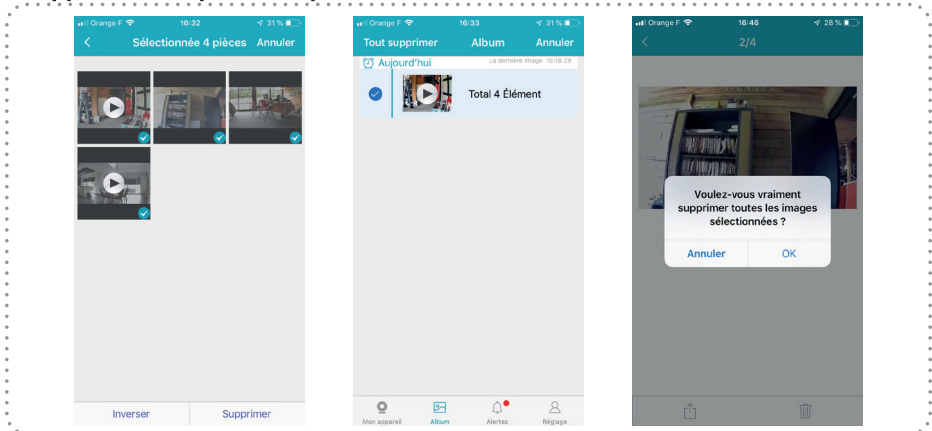 Orange F
16:32
31 %
Sélectionnée 4 pièces
Annuler
Inverser
Supprimer
Orange F
16:33
31 %
Tout supprimer
Album
Annuler
Aujourd'hui
La dernière image 16:18:29
Total 4 Élément
Mon appareil
Album
Alertes
Réglage
Orange F
16:46
28 %
2/4
Voulez-vous vraiment
supprimer toutes les images
sélectionnées ?
Annuler
OK